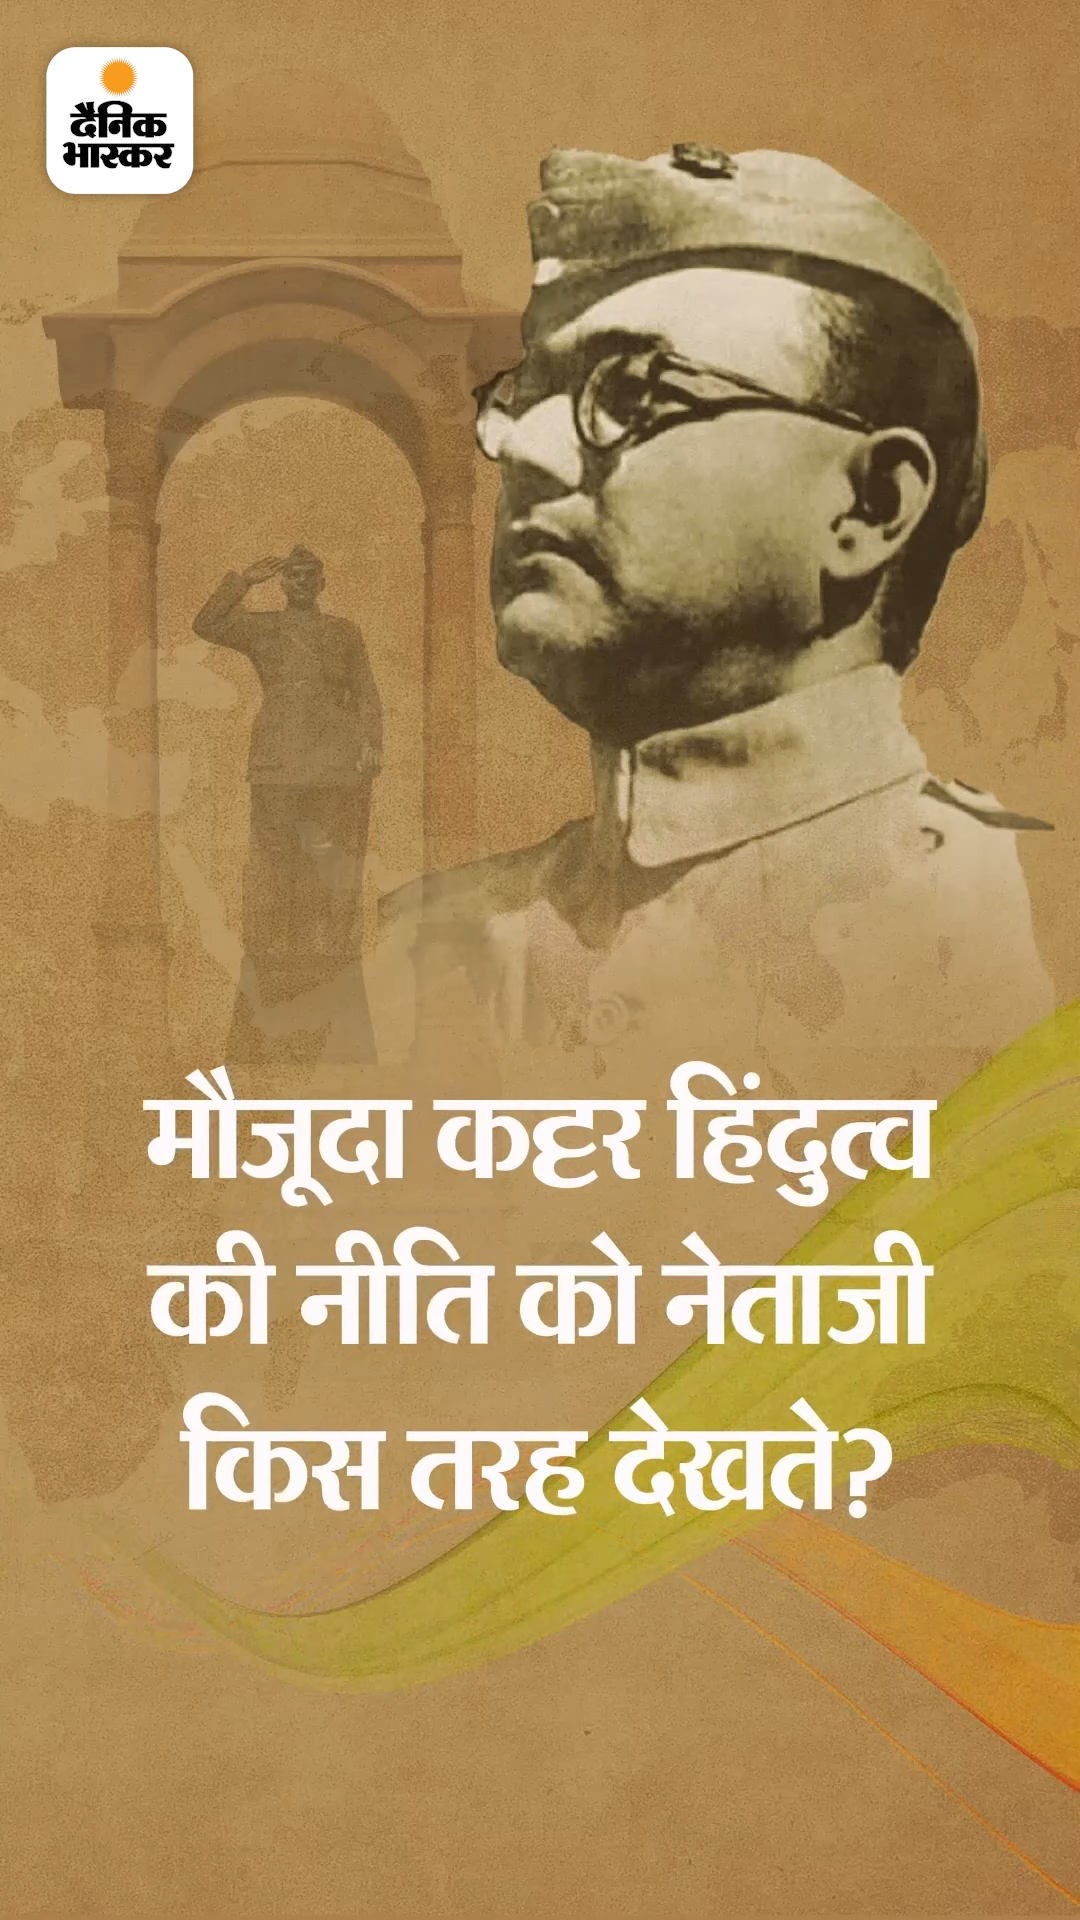 दैनिक
भास्कर
मौजूदा कट्टर हिंदुत्व
की नीति को नेताजी
किस तरह देखते?